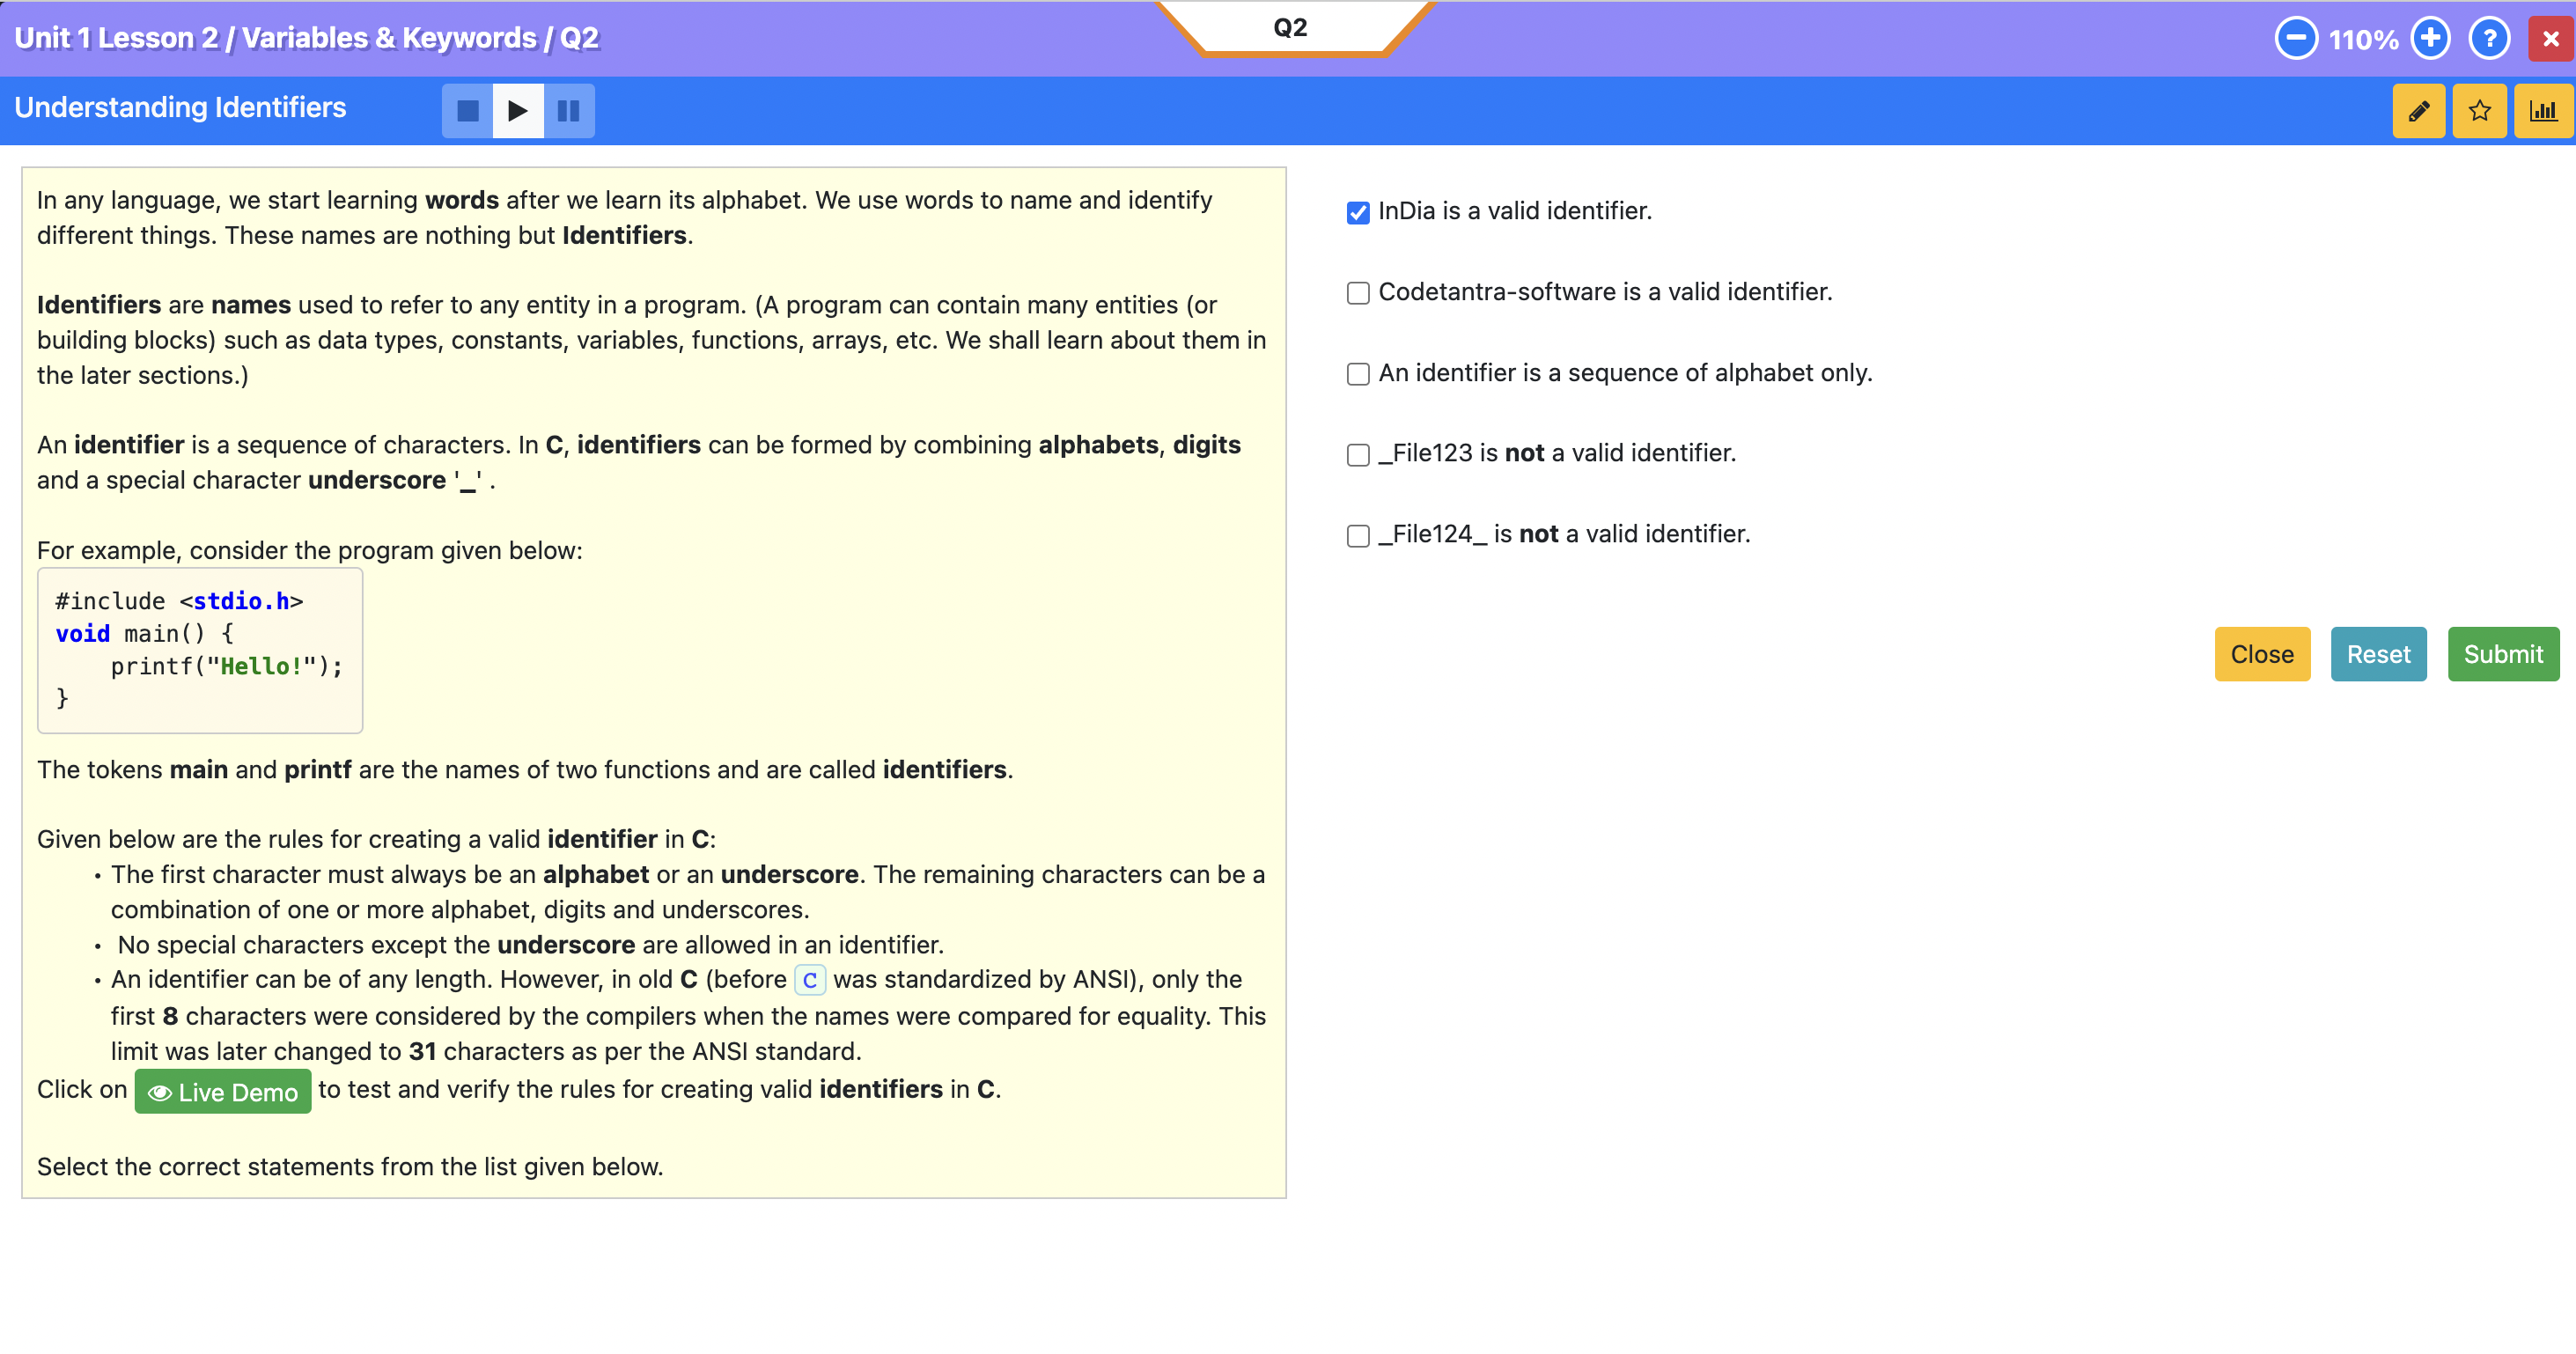 Unit 1 Lesson 2 / Variables & Keywords / Q2
Q2
110%
?
Understanding Identifiers
In any language, we start learning words after we learn its alphabet. We use words to name and identify
different things. These names are nothing but Identifiers.
Identifiers are names used to refer to any entity in a program. (A program can contain many entities (or
building blocks) such as data types, constants, variables, functions, arrays, etc. We shall learn about them in
the later sections.)
An identifier is a sequence of characters. In C, identifiers can be formed by combining alphabets, digits
and a special character underscore '_' .
For example, consider the program given below:
#include <stdio.h>
void main() {
    printf("Hello!");
}
The tokens main and printf are the names of two functions and are called identifiers.
Given below are the rules for creating a valid identifier in C:
• The first character must always be an alphabet or an underscore. The remaining characters can be a
combination of one or more alphabet, digits and underscores.
• No special characters except the underscore are allowed in an identifier.
• An identifier can be of any length. However, in old C (before C was standardized by ANSI), only the
first 8 characters were considered by the compilers when the names were compared for equality. This
limit was later changed to 31 characters as per the ANSI standard.
Click on Live Demo to test and verify the rules for creating valid identifiers in C.
Select the correct statements from the list given below.
InDia is a valid identifier.
Codetantra-software is a valid identifier.
An identifier is a sequence of alphabet only.
_File123 is not a valid identifier.
_File124_ is not a valid identifier.
Close Reset Submit